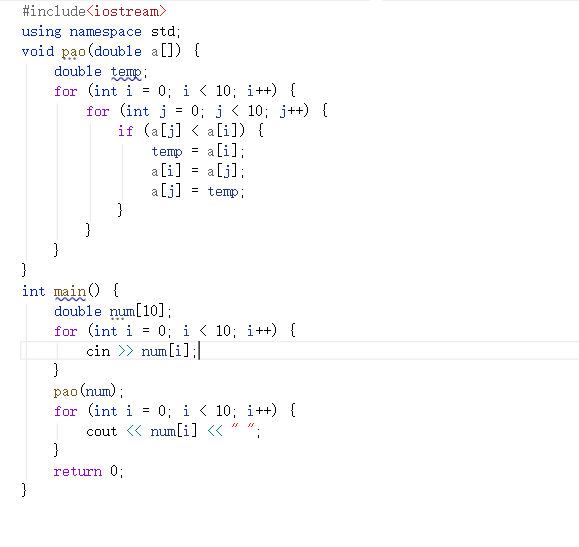 #include<iostream>
using namespace std;
void pao(double a[]) {
    double temp;
    for (int i = 0; i < 10; i++) {
        for (int j = 0; j < 10; j++) {
            if (a[j] < a[i]) {
                temp = a[i];
                a[i] = a[j];
                a[j] = temp;
            }
        }
    }
}
int main() {
    double num[10];
    for (int i = 0; i < 10; i++) {
        cin >> num[i];
    }
    pao(num);
    for (int i = 0; i < 10; i++) {
        cout << num[i] << " ";
    }
    return 0;
}